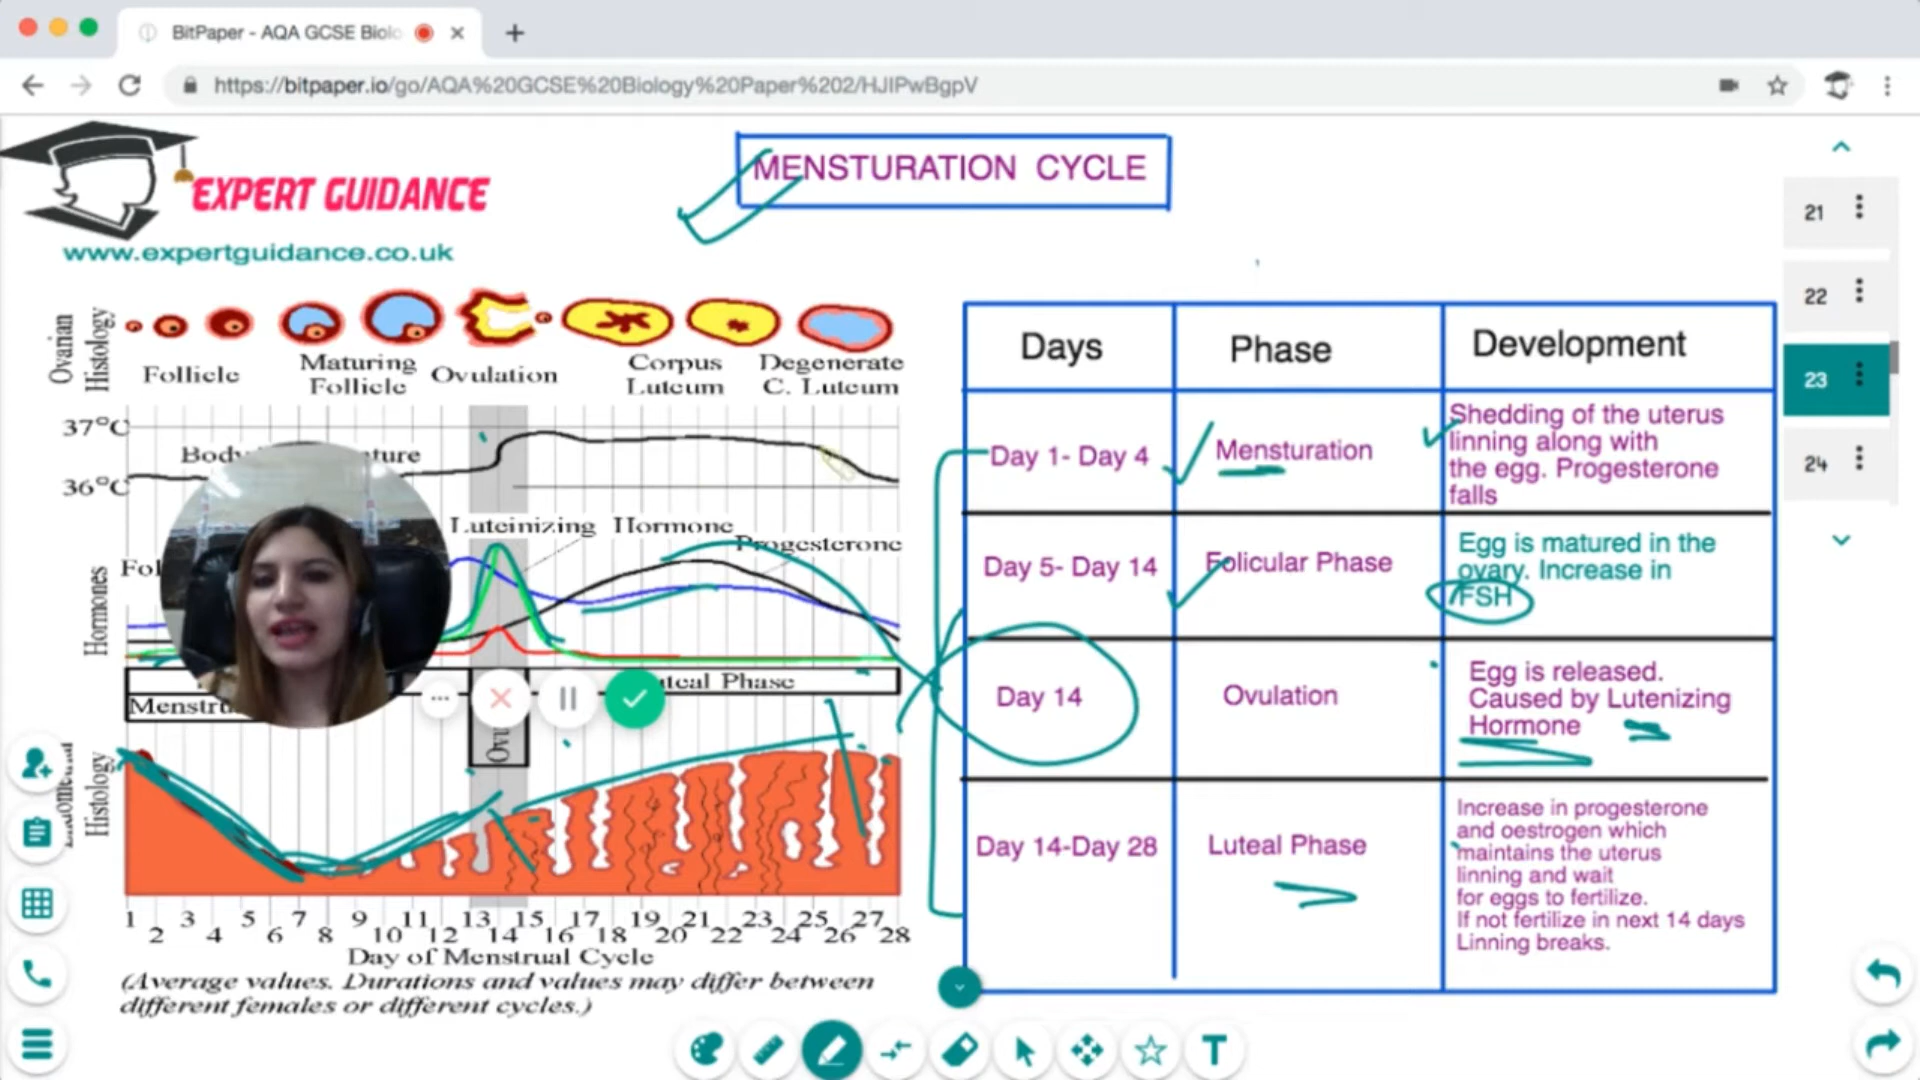 BitPaper - AQA GCSE Biolo
https://bitpaper.io/go/AQA%20GCSE%20Biology%20Paper%202/HJIPwBgpV
EXPERT GUIDANCE
www.expertguidance.co.uk
MENSTURATION CYCLE
21
22
23
24
Ovarian
Histology
Follicle
Maturing
Follicle
Ovulation
Corpus
Luteum
Degenerate
C. Luteum
37°C
36°C
Body
ture
Luteinizing Hormone
Progesterone
Fol
Hormones
teal Phase
Menstru
Ovu
Histology
1 2 3 4 5 6 7 8 9 10 11 12 13 14 15 16 17 18 19 20 21 22 23 24 25 26 27 28
Day of Menstrual Cycle
(Average values. Durations and values may differ between
different females or different cycles.)
Days Phase Development
Day 1- Day 4
Mensturation
Shedding of the uterus
linning along with
the egg. Progesterone
falls
Day 5- Day 14
Folicular Phase
Egg is matured in the
ovary. Increase in
FSH
Day 14
Ovulation
Egg is released.
Caused by Lutenizing
Hormone
Day 14-Day 28
Luteal Phase
Increase in progesterone
and oestrogen which
maintains the uterus
linning and wait
for eggs to fertilize.
If not fertilize in next 14 days
Linning breaks.
T